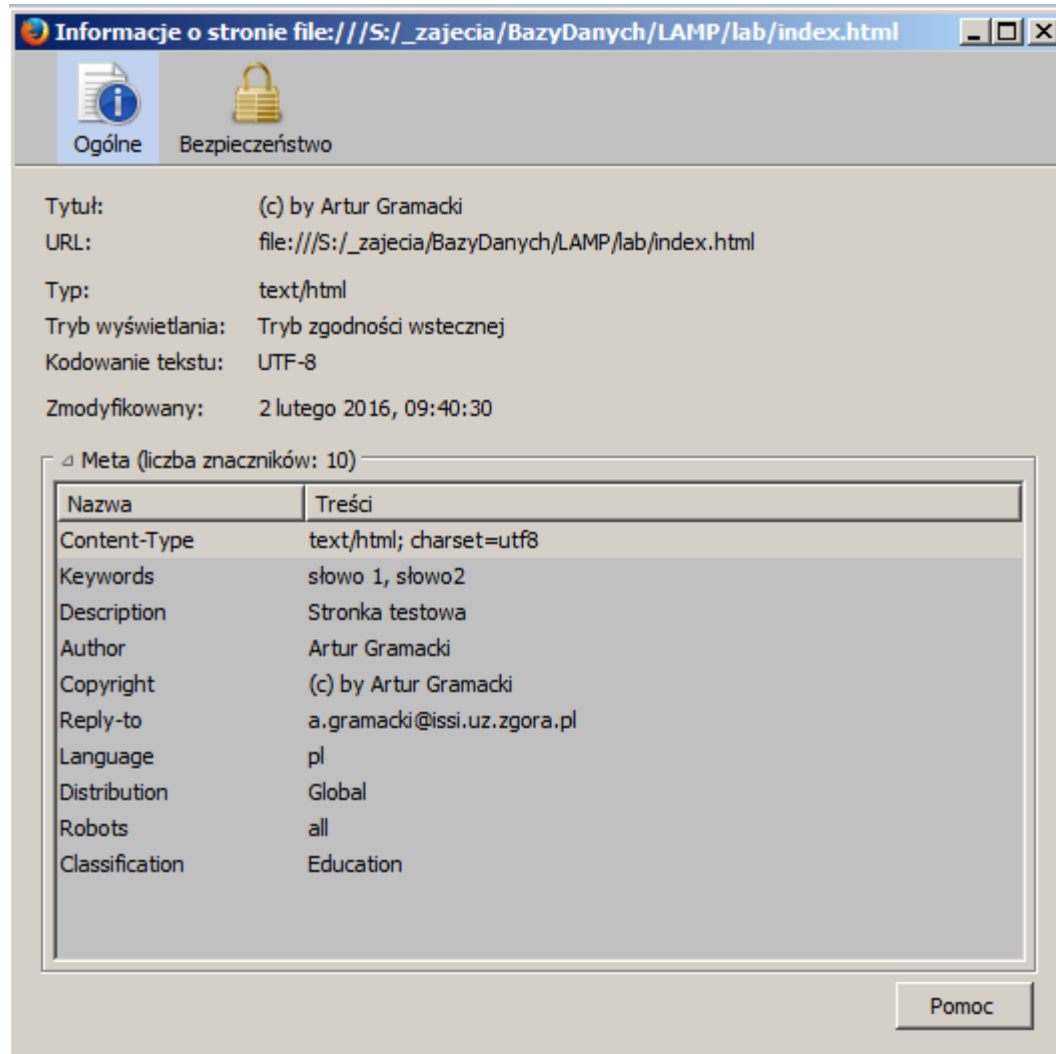 Informacje o stronie file:///S:/_zajecia/BazyDanych/LAMP/lab/index.html
Ogólne Bezpieczeństwo
Tytuł: (c) by Artur Gramacki
URL: file:///S:/_zajecia/BazyDanych/LAMP/lab/index.html
Typ: text/html
Tryb wyświetlania: Tryb zgodności wstecznej
Kodowanie tekstu: UTF-8
Zmodyfikowany: 2 lutego 2016, 09:40:30
Meta (liczba znaczników: 10)
Nazwa Treści
Content-Type text/html; charset=utf8
Keywords słowo 1, słowo2
Description Stronka testowa
Author Artur Gramacki
Copyright (c) by Artur Gramacki
Reply-to a.gramacki@issi.uz.zgora.pl
Language pl
Distribution Global
Robots all
Classification Education
Pomoc